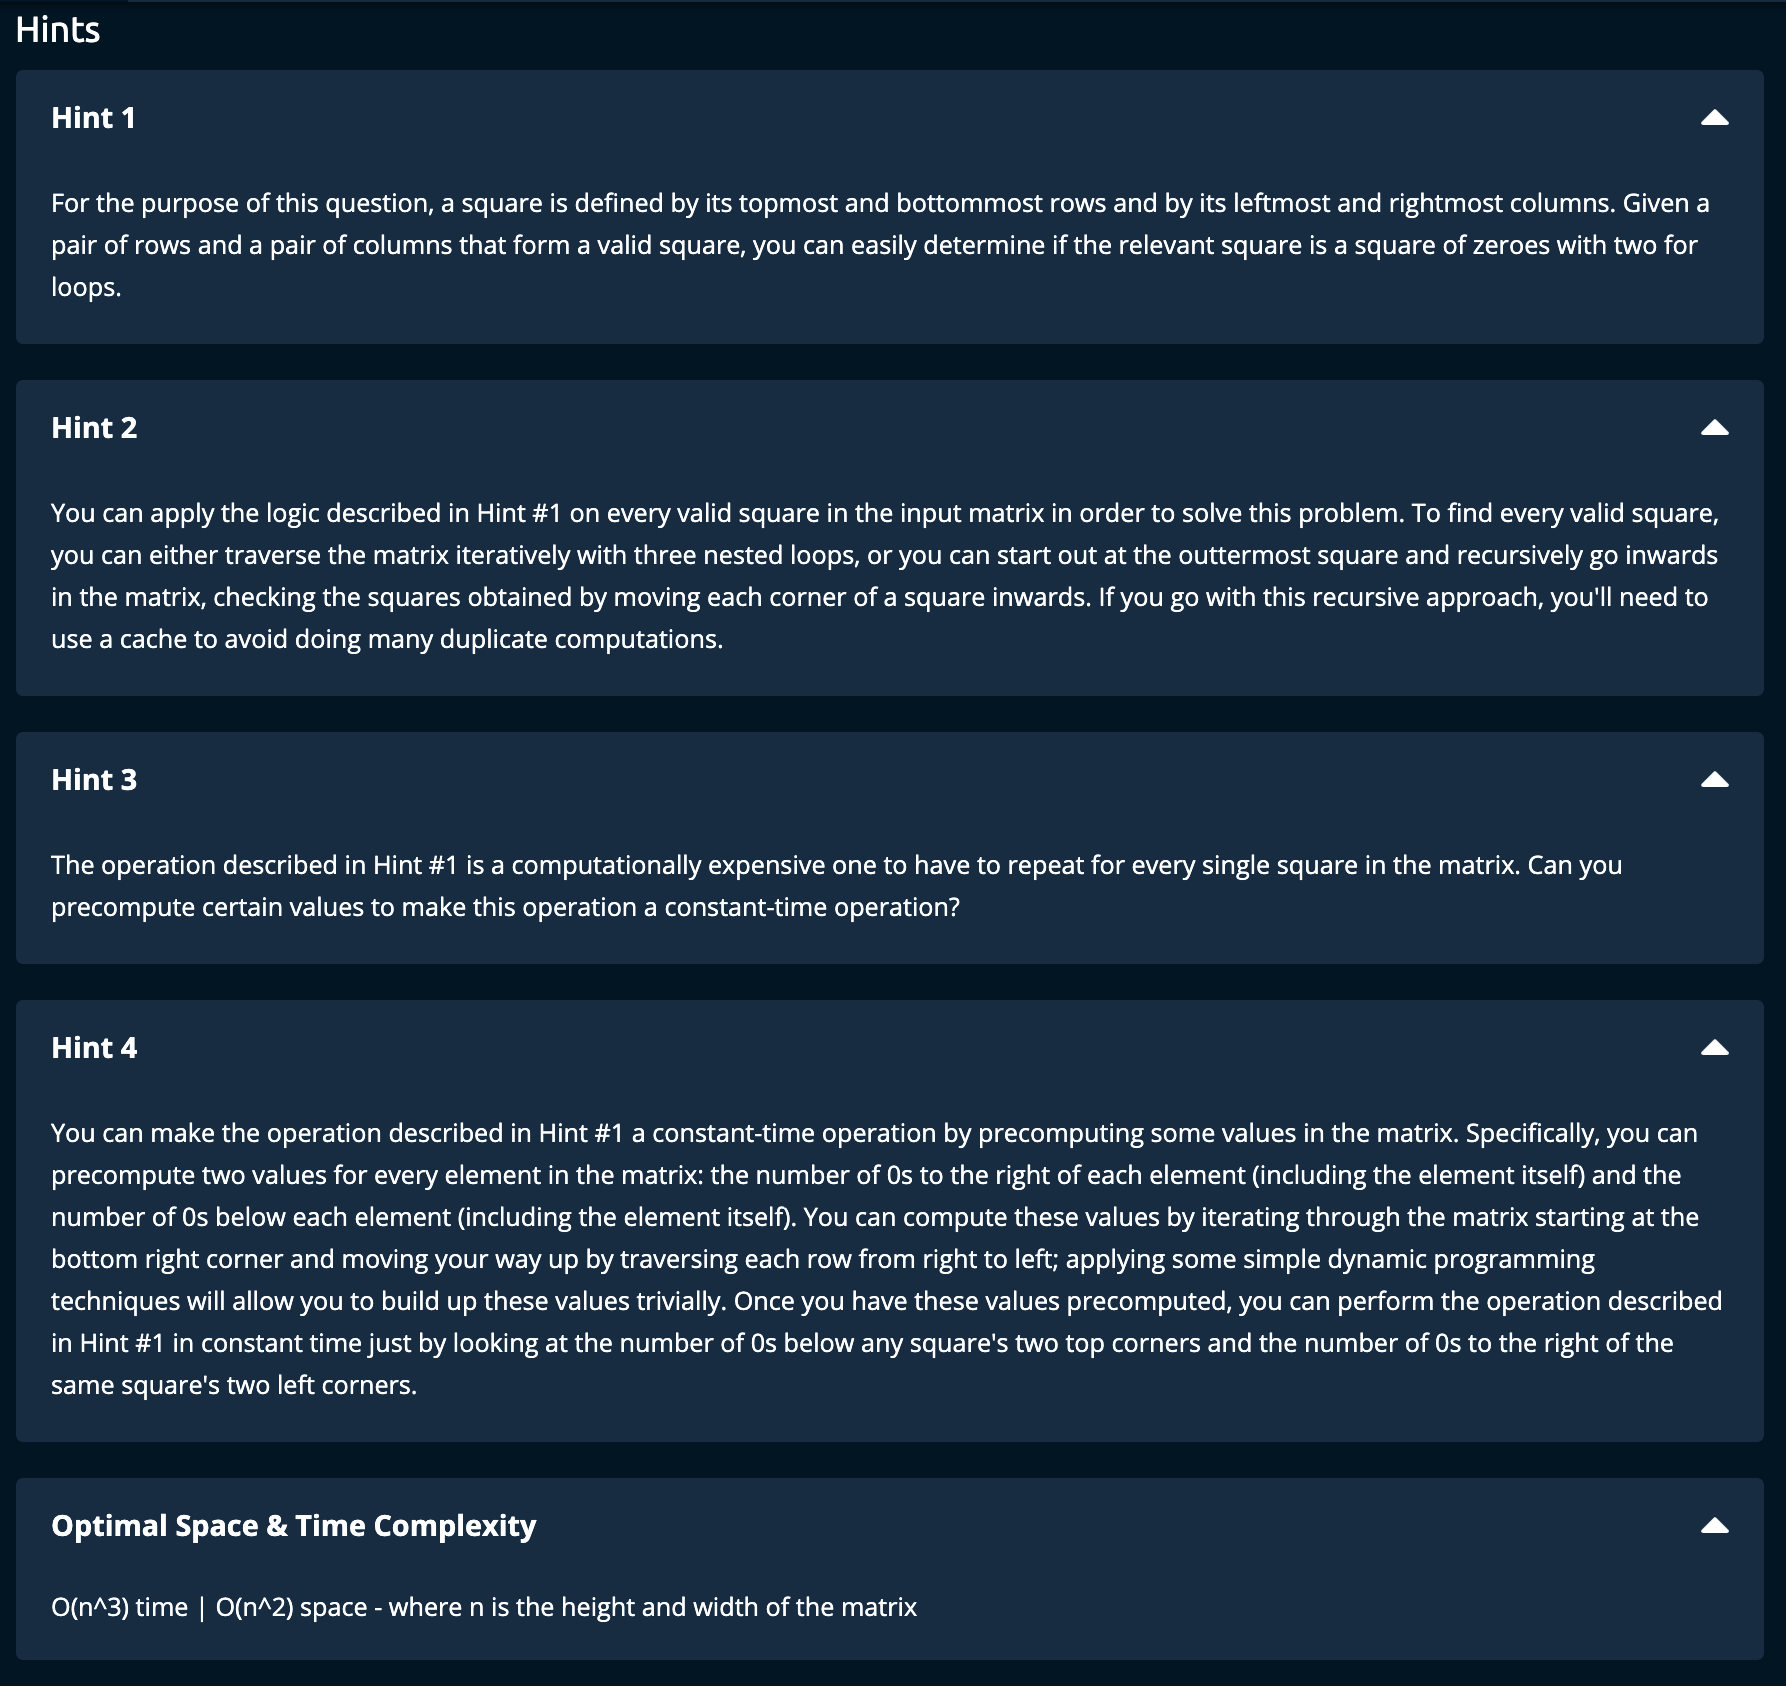 Hints
Hint 1
For the purpose of this question, a square is defined by its topmost and bottommost rows and by its leftmost and rightmost columns. Given a
pair of rows and a pair of columns that form a valid square, you can easily determine if the relevant square is a square of zeroes with two for
loops.
Hint 2
You can apply the logic described in Hint #1 on every valid square in the input matrix in order to solve this problem. To find every valid square,
you can either traverse the matrix iteratively with three nested loops, or you can start out at the outtermost square and recursively go inwards
in the matrix, checking the squares obtained by moving each corner of a square inwards. If you go with this recursive approach, you'll need to
use a cache to avoid doing many duplicate computations.
Hint 3
The operation described in Hint #1 is a computationally expensive one to have to repeat for every single square in the matrix. Can you
precompute certain values to make this operation a constant-time operation?
Hint 4
You can make the operation described in Hint #1 a constant-time operation by precomputing some values in the matrix. Specifically, you can
precompute two values for every element in the matrix: the number of 0s to the right of each element (including the element itself) and the
number of 0s below each element (including the element itself). You can compute these values by iterating through the matrix starting at the
bottom right corner and moving your way up by traversing each row from right to left; applying some simple dynamic programming
techniques will allow you to build up these values trivially. Once you have these values precomputed, you can perform the operation described
in Hint #1 in constant time just by looking at the number of 0s below any square's two top corners and the number of 0s to the right of the
same square's two left corners.
Optimal Space & Time Complexity
O(n^3) time | O(n^2) space - where n is the height and width of the matrix